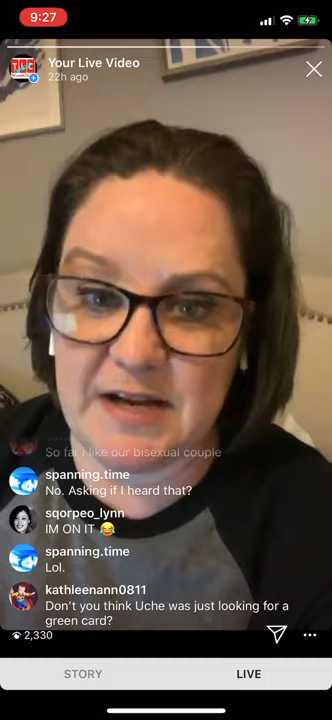 9:27
Your Live Video
TLC
22h ago
So far I like our bisexual couple
spanning.time
No. Asking if I heard that?
sqorpeo_lynn
IM ON IT 😂
spanning.time
Lol.
kathleenann0811
Don't you think Uche was just looking for a
green card?
2,330
STORY
LIVE